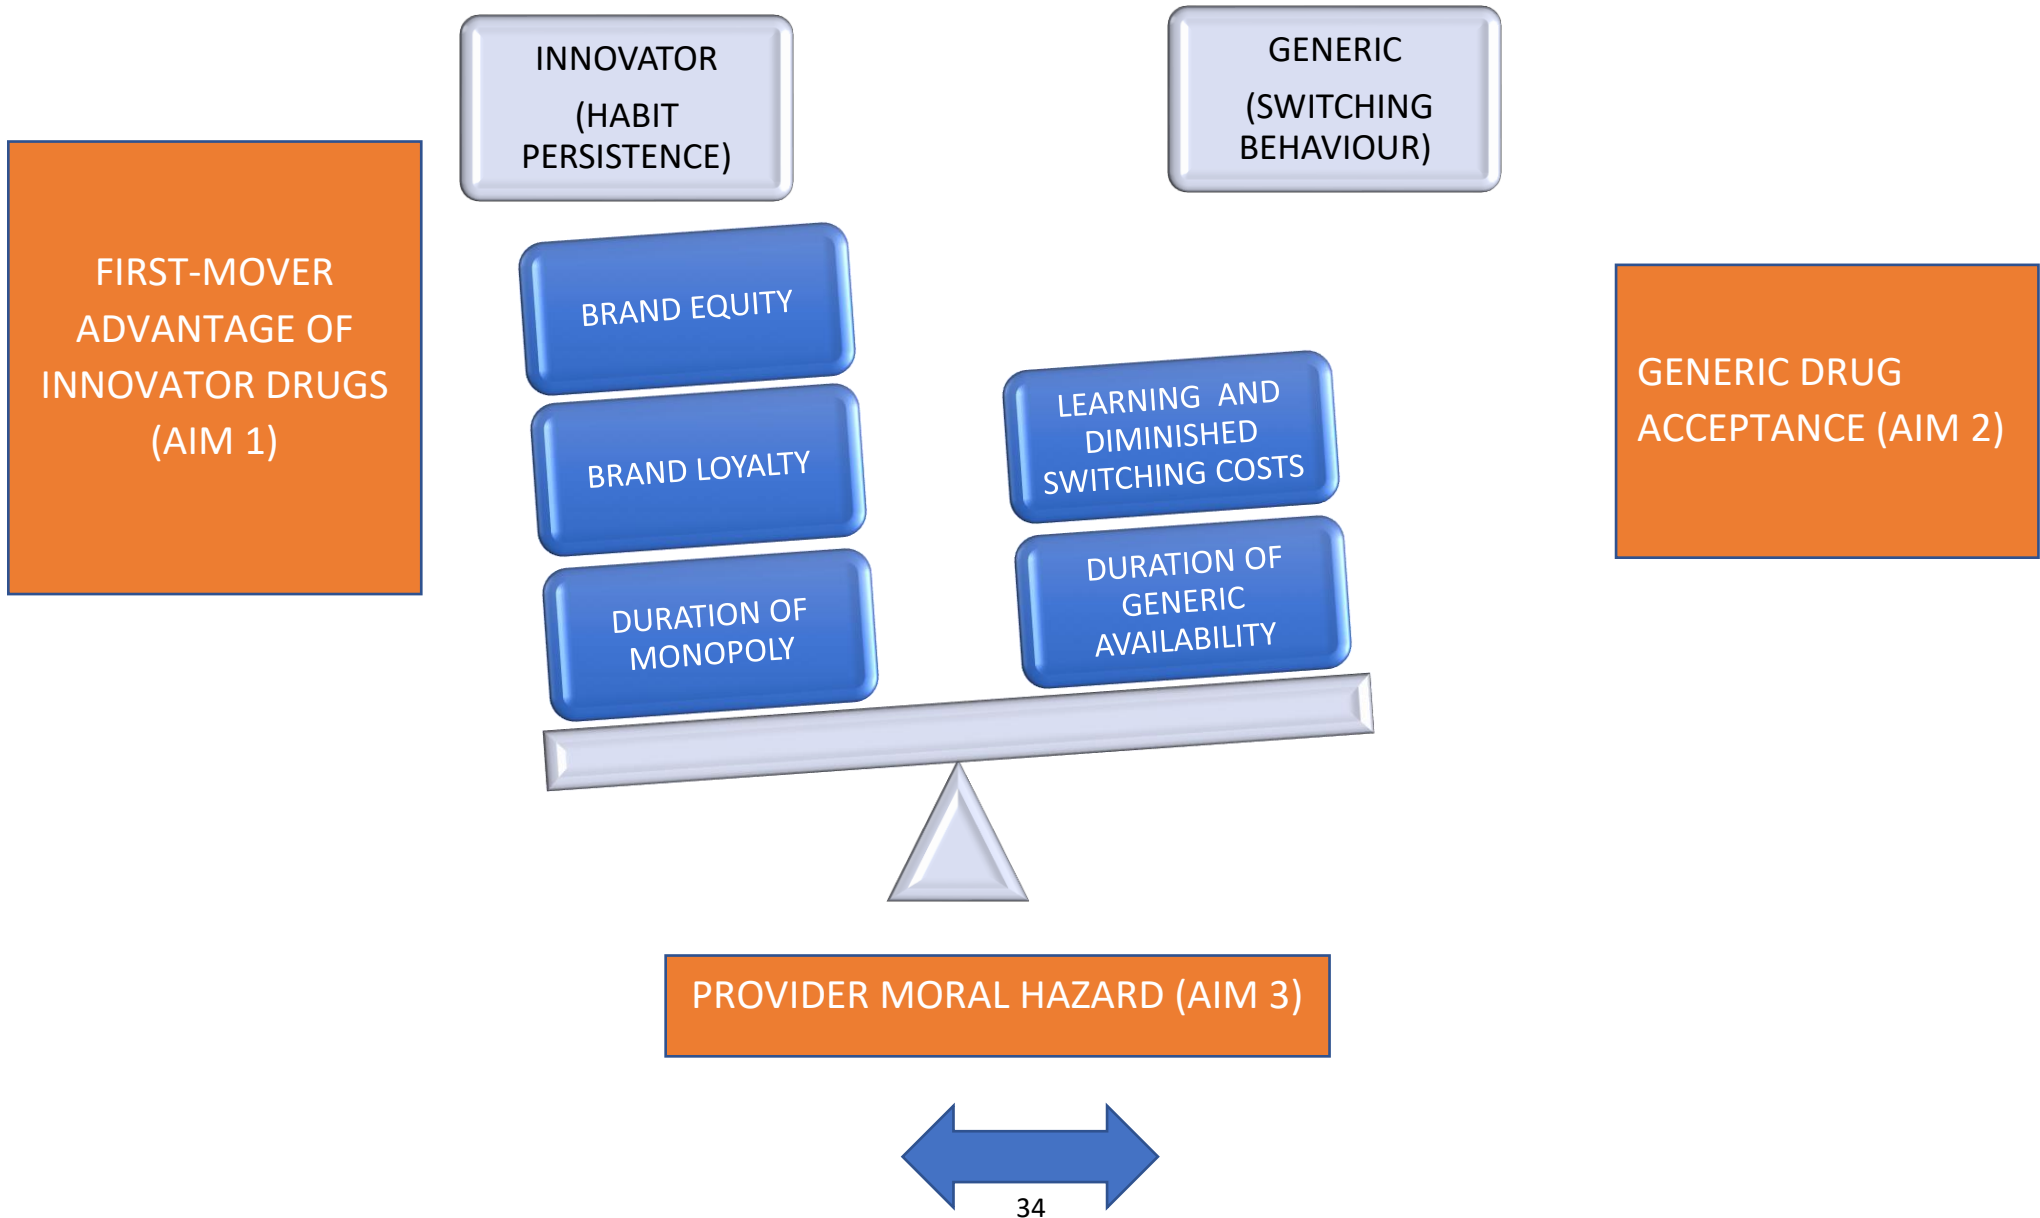 INNOVATOR
(HABIT
PERSISTENCE)
GENERIC
(SWITCHING
BEHAVIOUR)
FIRST-MOVER
ADVANTAGE OF
INNOVATOR DRUGS
(AIM 1)
BRAND EQUITY
BRAND LOYALTY
DURATION OF
MONOPOLY
LEARNING AND
DIMINISHED
SWITCHING COSTS
DURATION OF
GENERIC
AVAILABILITY
GENERIC DRUG
ACCEPTANCE (AIM 2)
PROVIDER MORAL HAZARD (AIM 3)
34